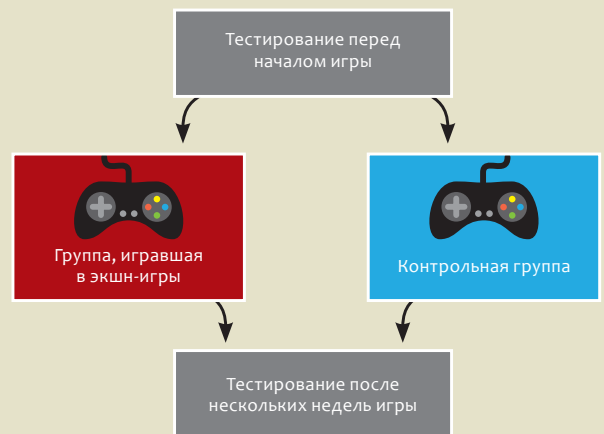 Тестирование перед
началом игры
Группа, игравшая
в экшн-игры
Контрольная группа
Тестирование после
нескольких недель игры